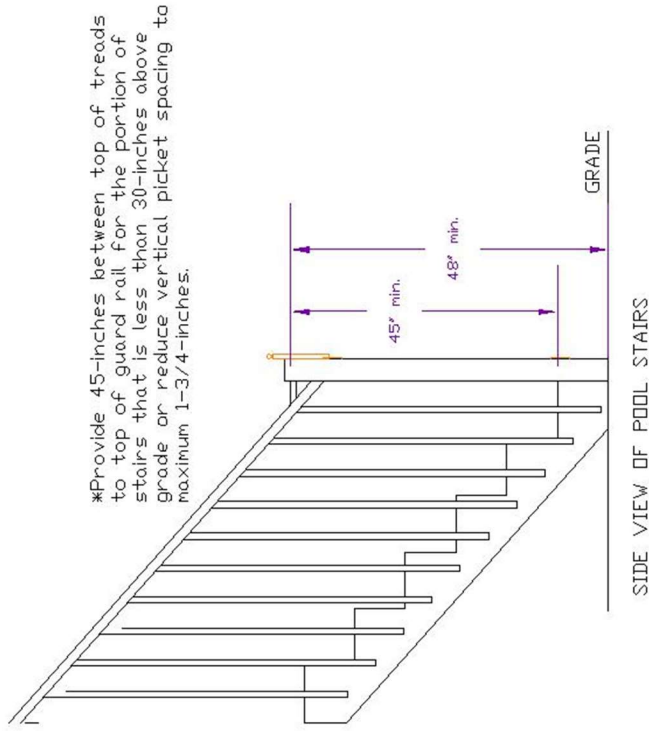 *Provide 45-inches between top of treads
to top of guard rail for the portion of
stairs that is less than 30-inches above
grade or reduce vertical picket spacing to
maximum 1-3/4-inches.
45" min.
48" min.
GRADE
SIDE VIEW OF POOL STAIRS